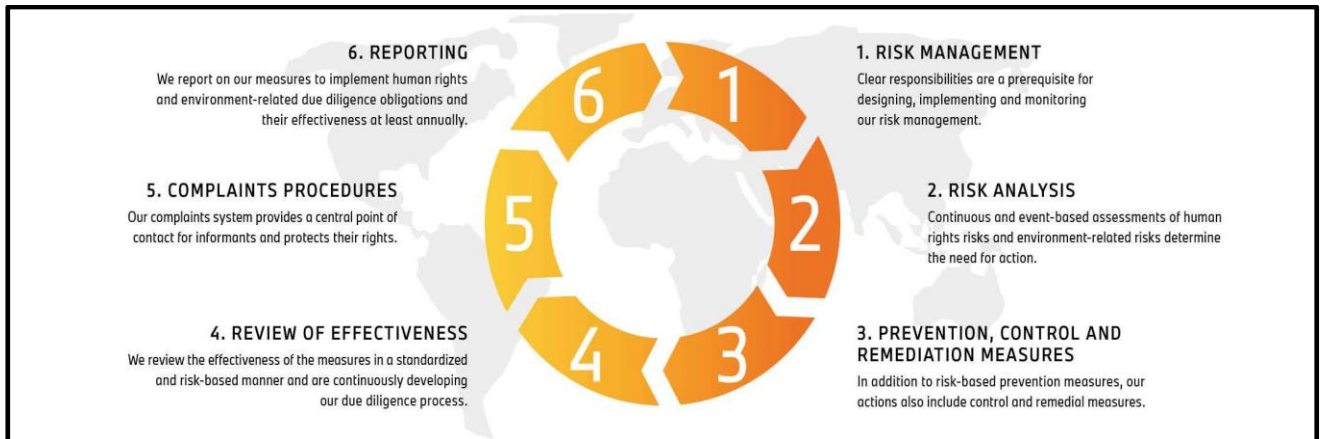 1. RISK MANAGEMENT
Clear responsibilities are a prerequisite for
designing, implementing and monitoring
our risk management.
2. RISK ANALYSIS
Continuous and event-based assessments of human
rights risks and environment-related risks determine
the need for action.
3. PREVENTION, CONTROL AND
REMEDIATION MEASURES
In addition to risk-based prevention measures, our
actions also include control and remedial measures.
4. REVIEW OF EFFECTIVENESS
We review the effectiveness of the measures in a standardized
and risk-based manner and are continuously developing
our due diligence process.
5. COMPLAINTS PROCEDURES
Our complaints system provides a central point of
contact for informants and protects their rights.
6. REPORTING
We report on our measures to implement human rights
and environment-related due diligence obligations and
their effectiveness at least annually.
1
2
3
4
5
6